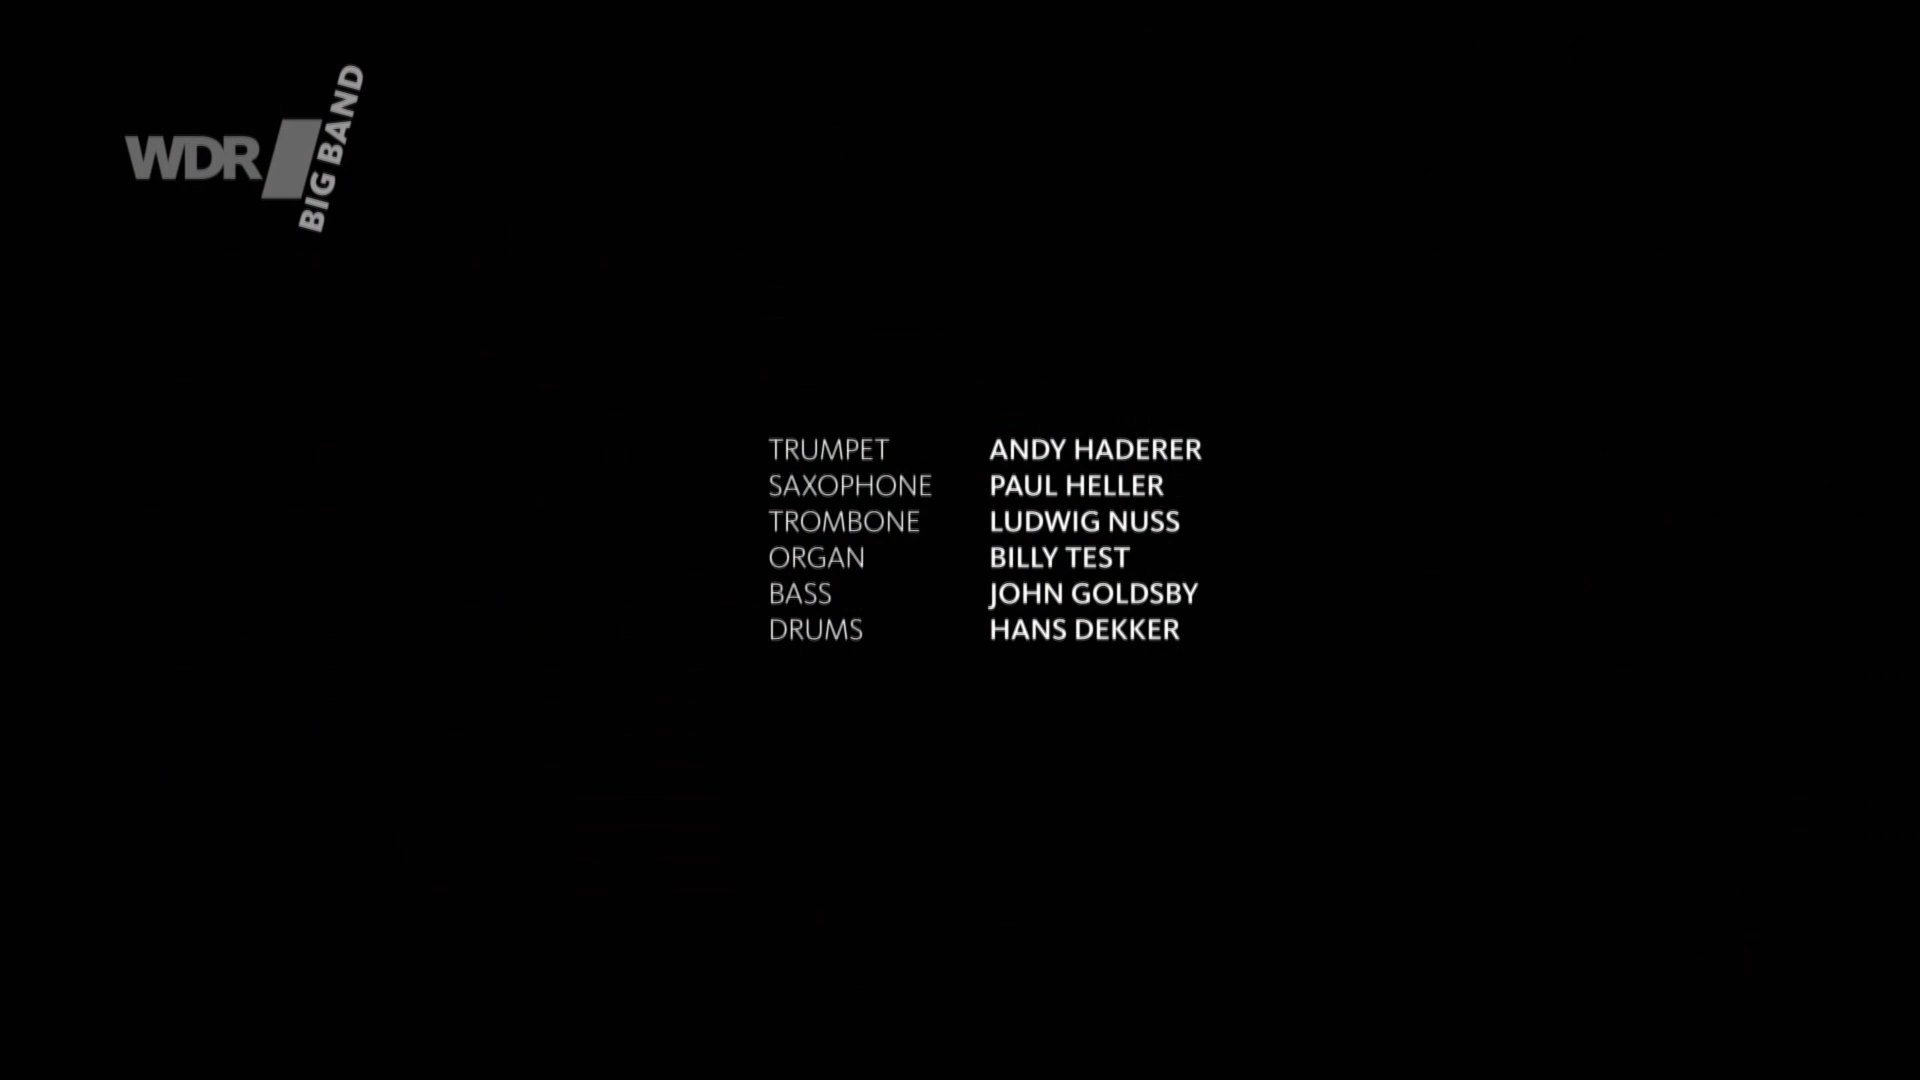 WDR BIG BAND
TRUMPET ANDY HADERER
SAXOPHONE PAUL HELLER
TROMBONE LUDWIG NUSS
ORGAN BILLY TEST
BASS JOHN GOLDSBY
DRUMS HANS DEKKER